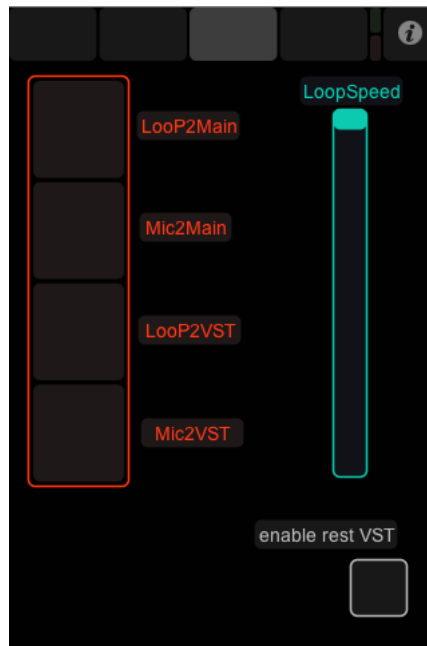 i
LoopSpeed
LooP2Main
Mic2Main
LooP2VST
Mic2VST
enable rest VST